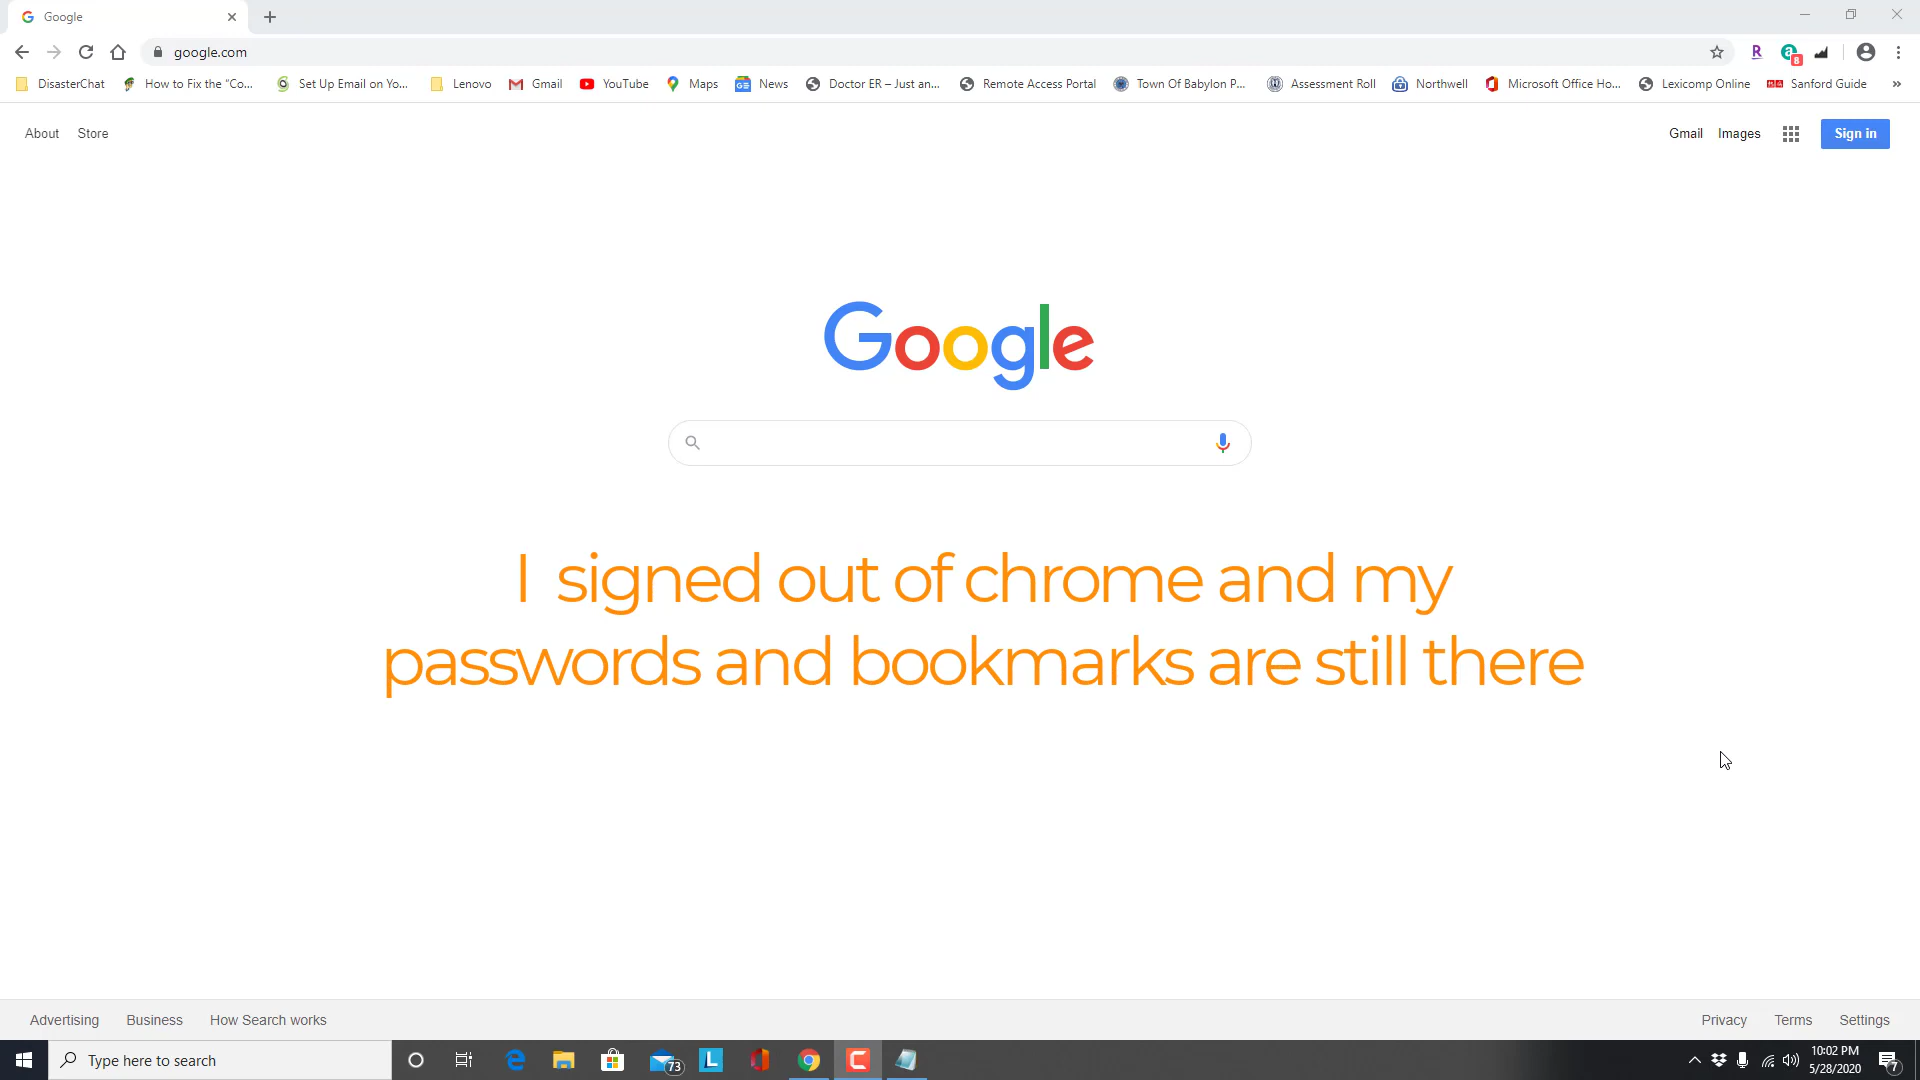 Google
google.com
8
DisasterChat How to Fix the “Co... Set Up Email on Yo... Lenovo Gmail YouTube Maps News Doctor ER – Just an... Remote Access Portal Town Of Babylon P... Assessment Roll Northwell Microsoft Office Ho... Lexicomp Online Sanford Guide »
About Store Gmail Images Sign in
Google
I signed out of chrome and my
passwords and bookmarks are still there
Advertising Business How Search works Privacy Terms Settings
Type here to search 73 10:02 PM
5/28/2020 7